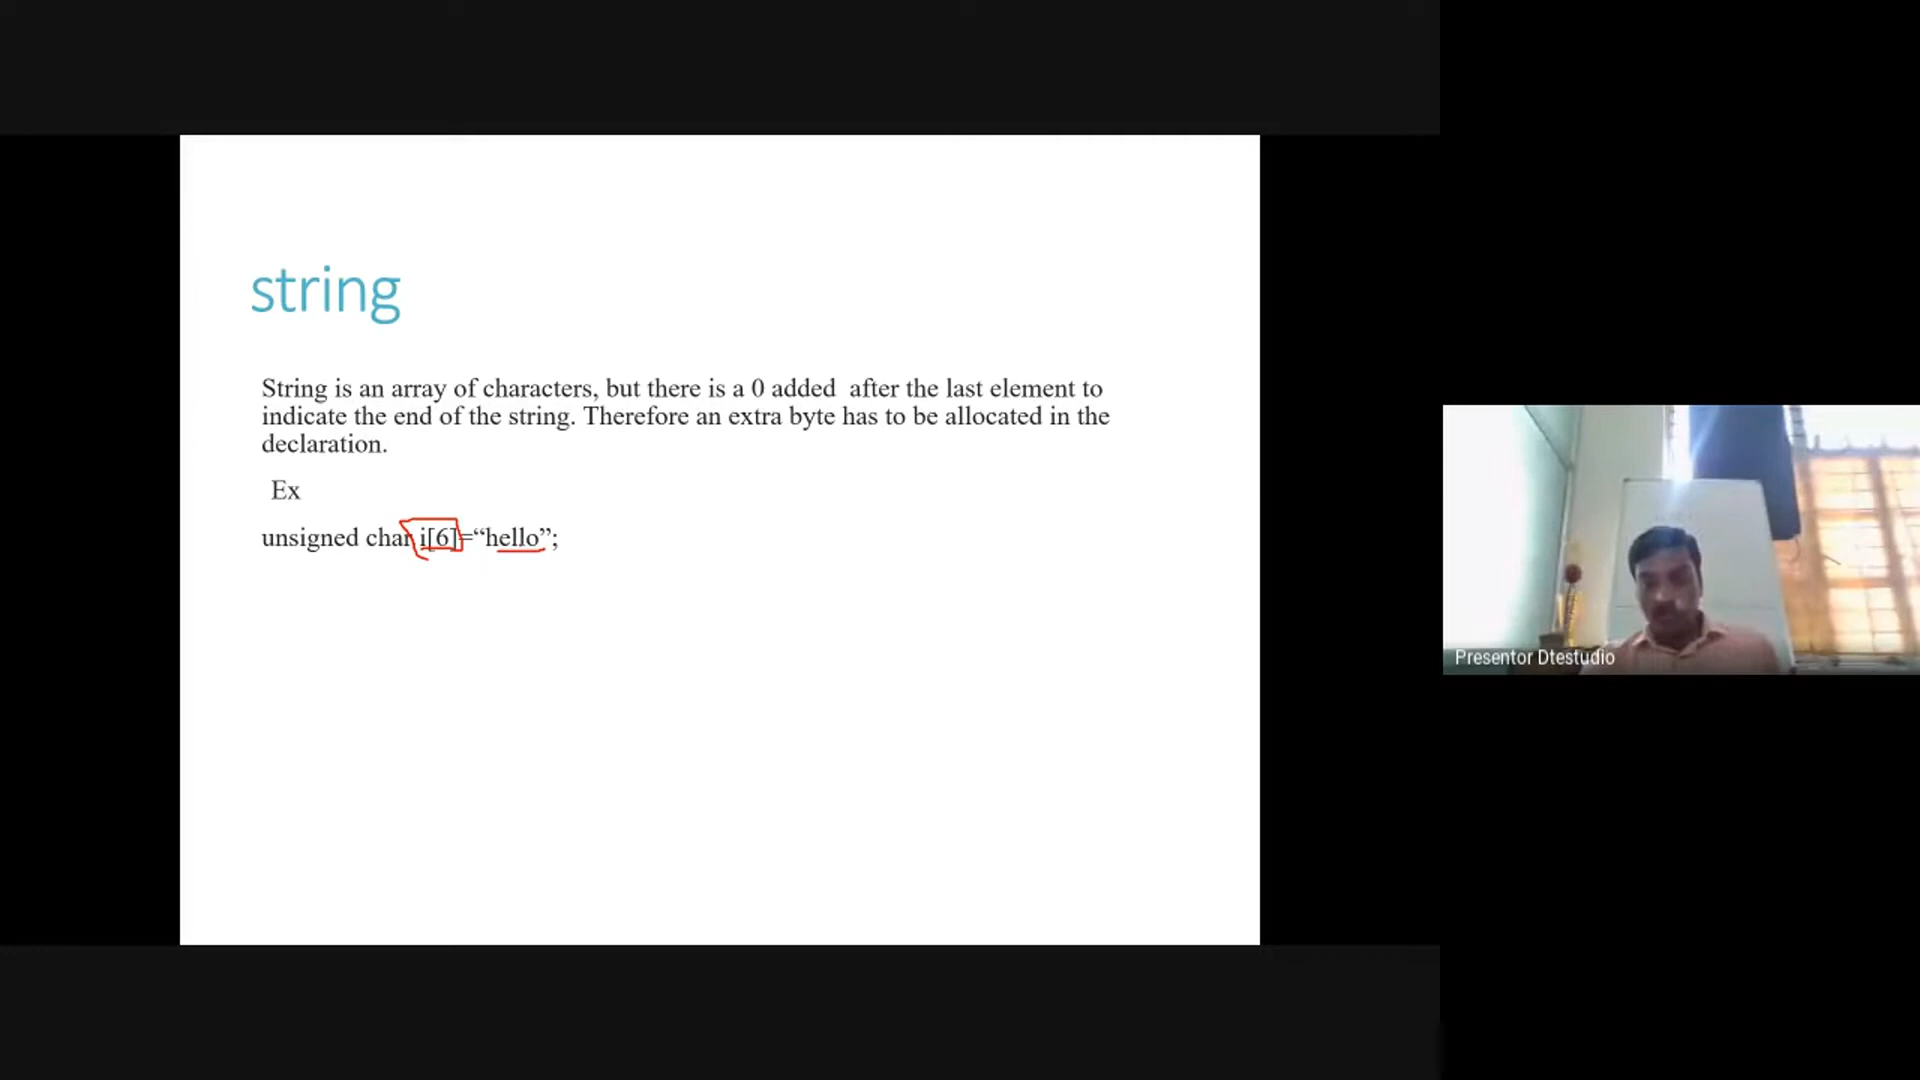 string
String is an array of characters, but there is a 0 added  after the last element to
indicate the end of the string. Therefore an extra byte has to be allocated in the
declaration.
Ex
unsigned char i[6]=“hello”;
Presentor Dtestudio